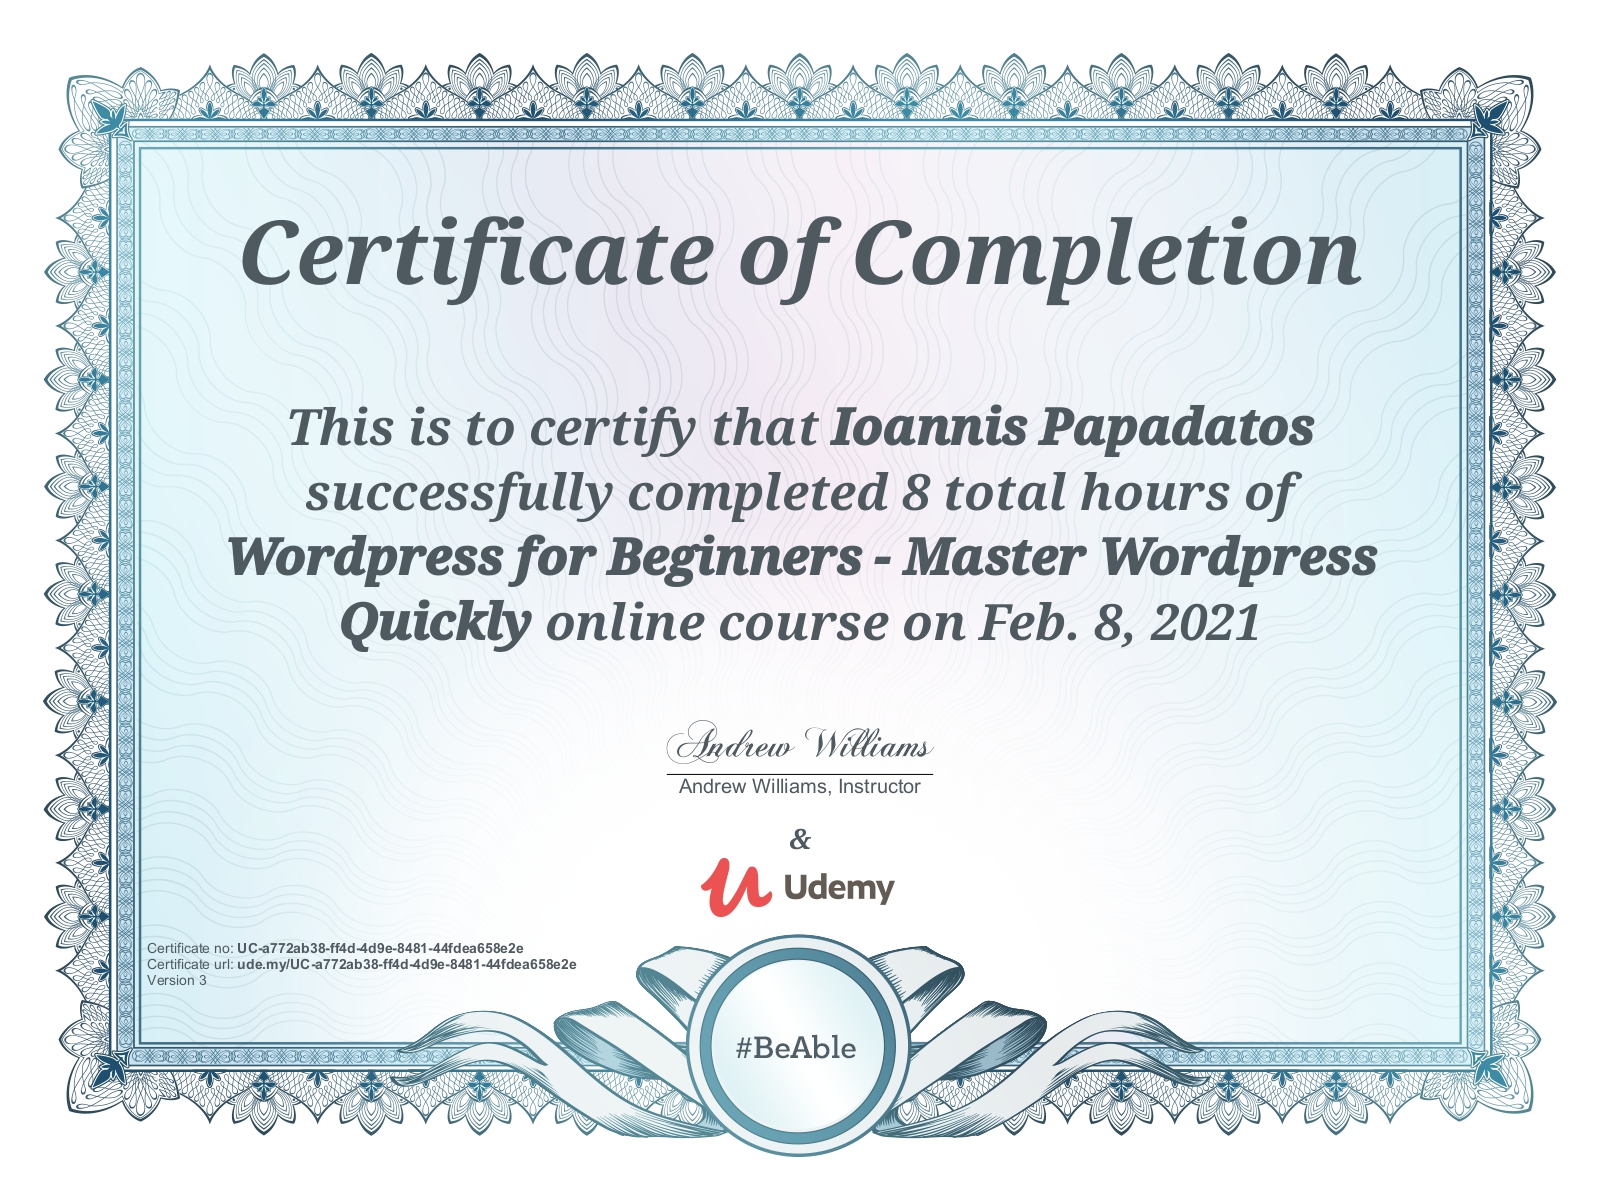 Certificate of Completion
This is to certify that Ioannis Papadatos
successfully completed 8 total hours of
Wordpress for Beginners - Master Wordpress
Quickly online course on Feb. 8, 2021
Andrew Williams
Andrew Williams, Instructor
&
Udemy
Certificate no: UC-a772ab38-ff4d-4d9e-8481-44fdea658e2e
Certificate url: ude.my/UC-a772ab38-ff4d-4d9e-8481-44fdea658e2e
Version 3
#BeAble